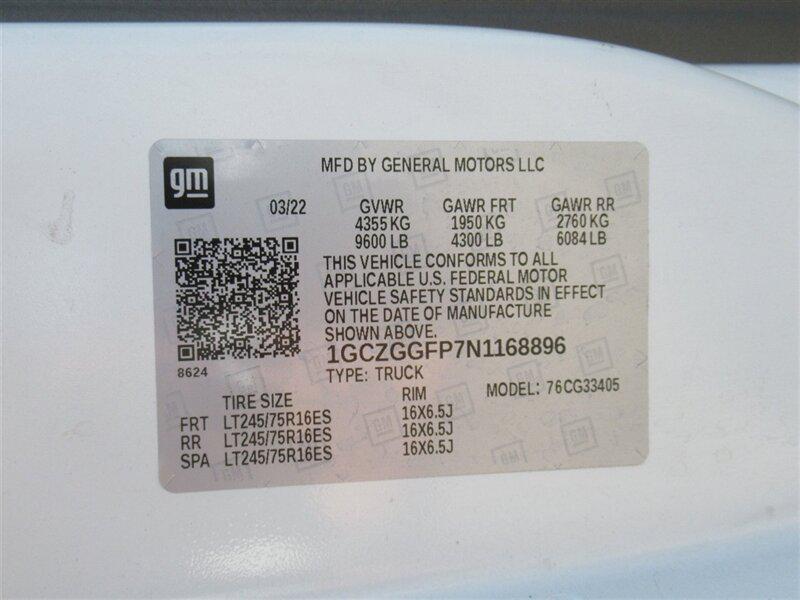 gm
MFD BY GENERAL MOTORS LLC
03/22 GVWR GAWR FRT GAWR RR
4355 KG 1950 KG 2760 KG
9600 LB 4300 LB 6084 LB
THIS VEHICLE CONFORMS TO ALL
APPLICABLE U.S. FEDERAL MOTOR
VEHICLE SAFETY STANDARDS IN EFFECT
ON THE DATE OF MANUFACTURE
SHOWN ABOVE.
1GCZGGFP7N1168896
8624
TYPE: TRUCK MODEL: 76CG33405
TIRE SIZE RIM
FRT LT245/75R16ES 16X6.5J
RR LT245/75R16ES 16X6.5J
SPA LT245/75R16ES 16X6.5J